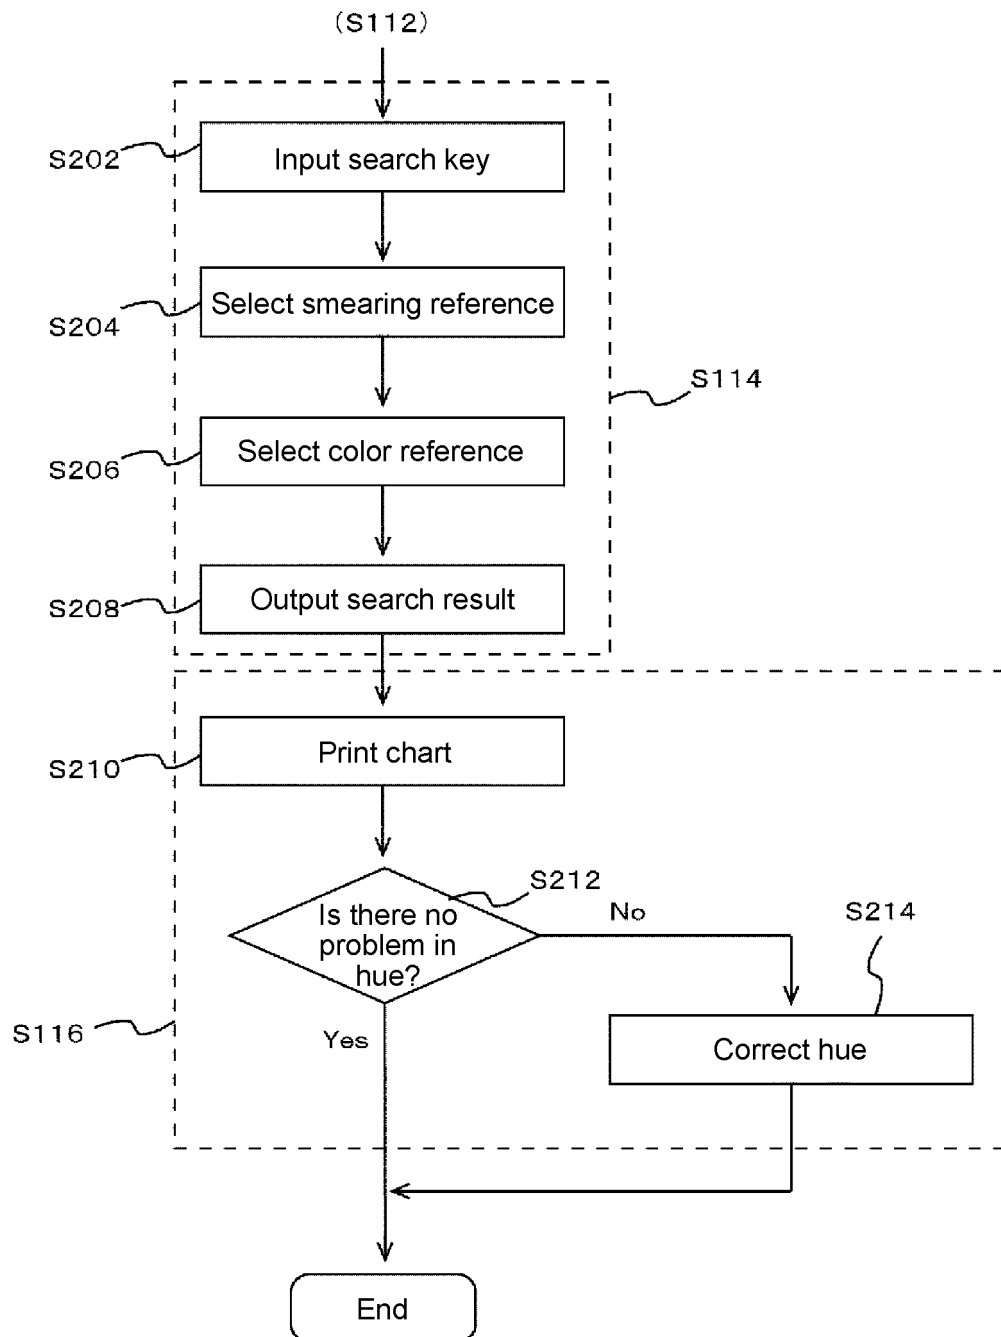 (S112)
S202
Input search key
S204
Select smearing reference
S114
S206
Select color reference
S208
Output search result
S210
Print chart
S212
Is there no
problem in
hue?
No
S214
S116
Yes
Correct hue
End